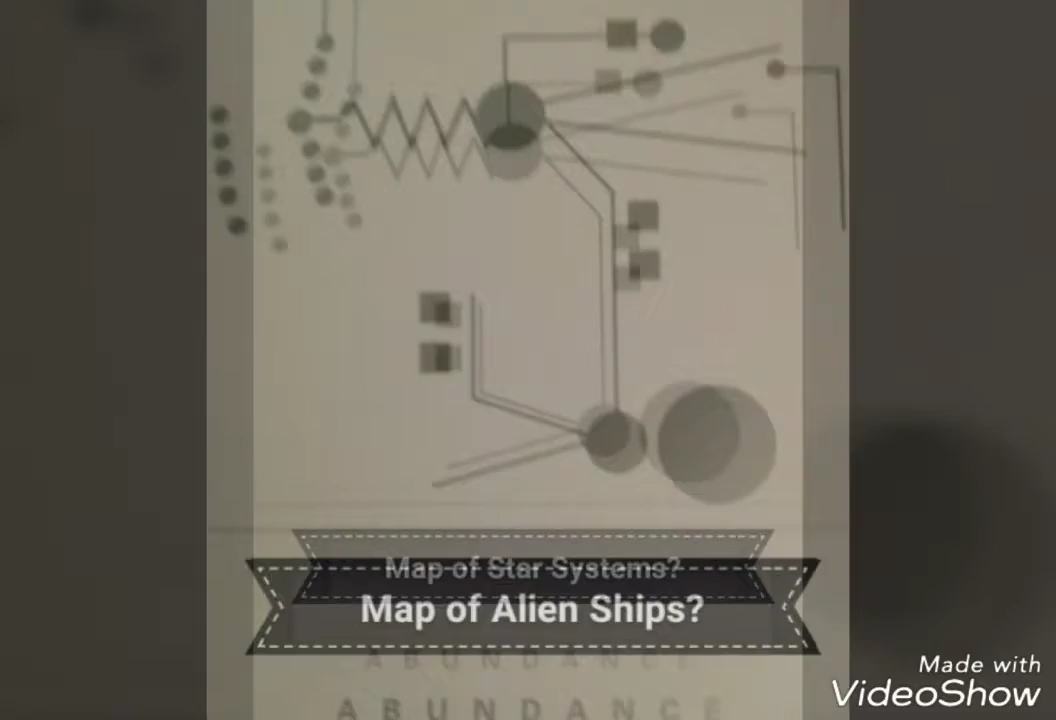 Map of Star Systems?
Map of Alien Ships?
ABUNDANCE
ABUNDANCE
Made with
VideoShow